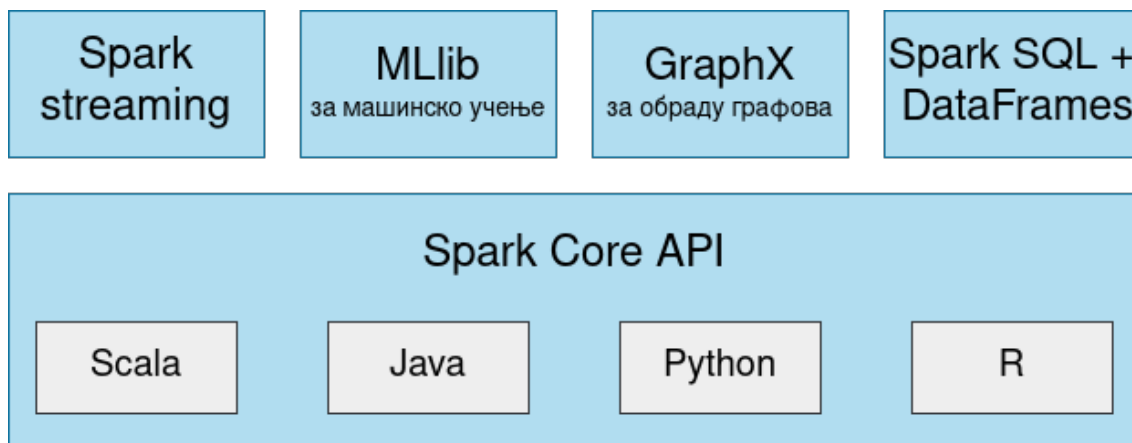 Spark
streaming
MLlib
за машинско учење
GraphX
за обраду графова
Spark SQL +
DataFrames
Spark Core API
Scala
Java
Python
R